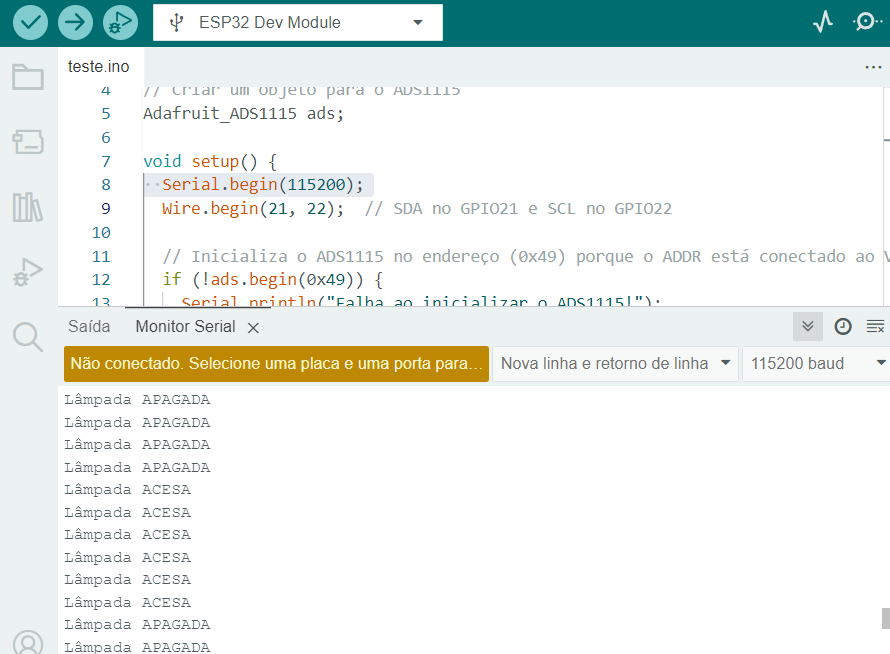 ESP32 Dev Module
teste.ino
4 // Criar um objeto para o ADS1115
5 Adafruit_ADS1115 ads;
6
7 void setup() {
8 Serial.begin(115200);
9 Wire.begin(21, 22);  // SDA no GPIO21 e SCL no GPIO22
10
11 // Inicializa o ADS1115 no endereço (0x49) porque o ADDR está conectado ao
12 if (!ads.begin(0x49)) {
13 Serial.println("Falha ao inicializar o ADS1115!");
Saída Monitor Serial
Não conectado. Selecione uma placa e uma porta para... Nova linha e retorno de linha 115200 baud
Lâmpada APAGADA
Lâmpada APAGADA
Lâmpada APAGADA
Lâmpada APAGADA
Lâmpada ACESA
Lâmpada ACESA
Lâmpada ACESA
Lâmpada ACESA
Lâmpada ACESA
Lâmpada ACESA
Lâmpada APAGADA
Lâmpada APAGADA